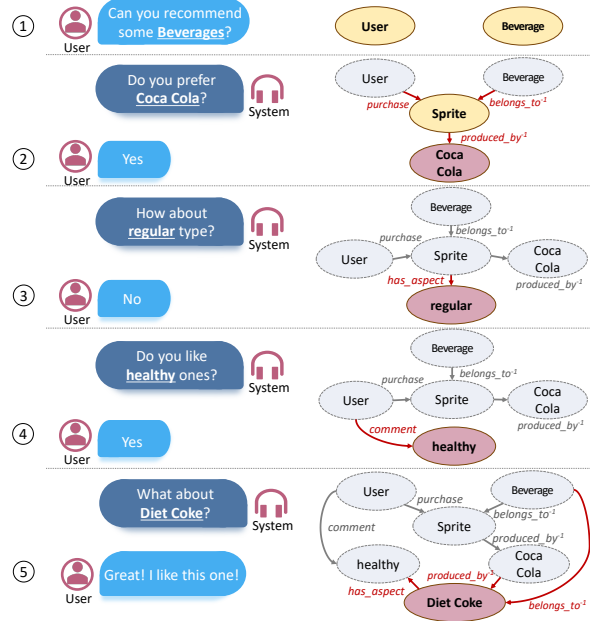 ①
Can you recommend
some Beverages?
User
User
Beverage
Do you prefer
Coca Cola?
System
User
Beverage
purchase
belongs_to⁻¹
Sprite
produced_by⁻¹
Coca
Cola
②
Yes
User
How about
regular type?
System
Beverage
belongs_to⁻¹
purchase
User
Sprite
Coca
Cola
produced_by⁻¹
has_aspect
regular
③
No
User
Do you like
healthy ones?
System
Beverage
belongs_to⁻¹
purchase
User
Sprite
Coca
Cola
produced_by⁻¹
comment
healthy
④
Yes
User
What about
Diet Coke?
System
User
Beverage
purchase
belongs_to⁻¹
Sprite
comment
produced_by⁻¹
healthy
Coca
Cola
produced_by⁻¹
has_aspect
Diet Coke
belongs_to⁻¹
⑤
Great! I like this one!
User